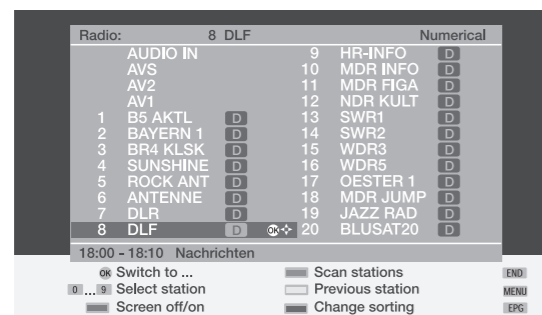 Radio: 8 DLF Numerical
AUDIO IN
AVS
AV2
AV1
1 B5 AKTL D
2 BAYERN 1 D
3 BR4 KLSK D
4 SUNSHINE D
5 ROCK ANT D
6 ANTENNE D
7 DLR D
8 DLF D OK
9 HR-INFO D
10 MDR INFO D
11 MDR FIGA D
12 NDR KULT D
13 SWR1 D
14 SWR2 D
15 WDR3 D
16 WDR5 D
17 OESTER 1 D
18 MDR JUMP D
19 JAZZ RAD D
20 BLUSAT20 D
18:00 - 18:10 Nachrichten
OK Switch to ...
0 ... 9 Select station
Screen off/on
Scan stations
Previous station
Change sorting
END
MENU
EPG